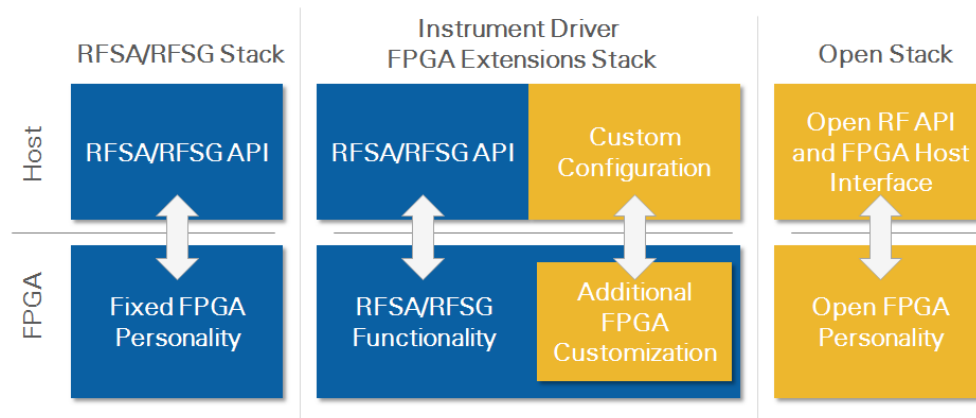 RFSA/RFSG Stack
Instrument Driver
FPGA Extensions Stack
Open Stack
Host
RFSA/RFSG API
RFSA/RFSG API
Custom
Configuration
Open RF API
and FPGA Host
Interface
FPGA
Fixed FPGA
Personality
RFSA/RFSG
Functionality
Additional
FPGA
Customization
Open FPGA
Personality